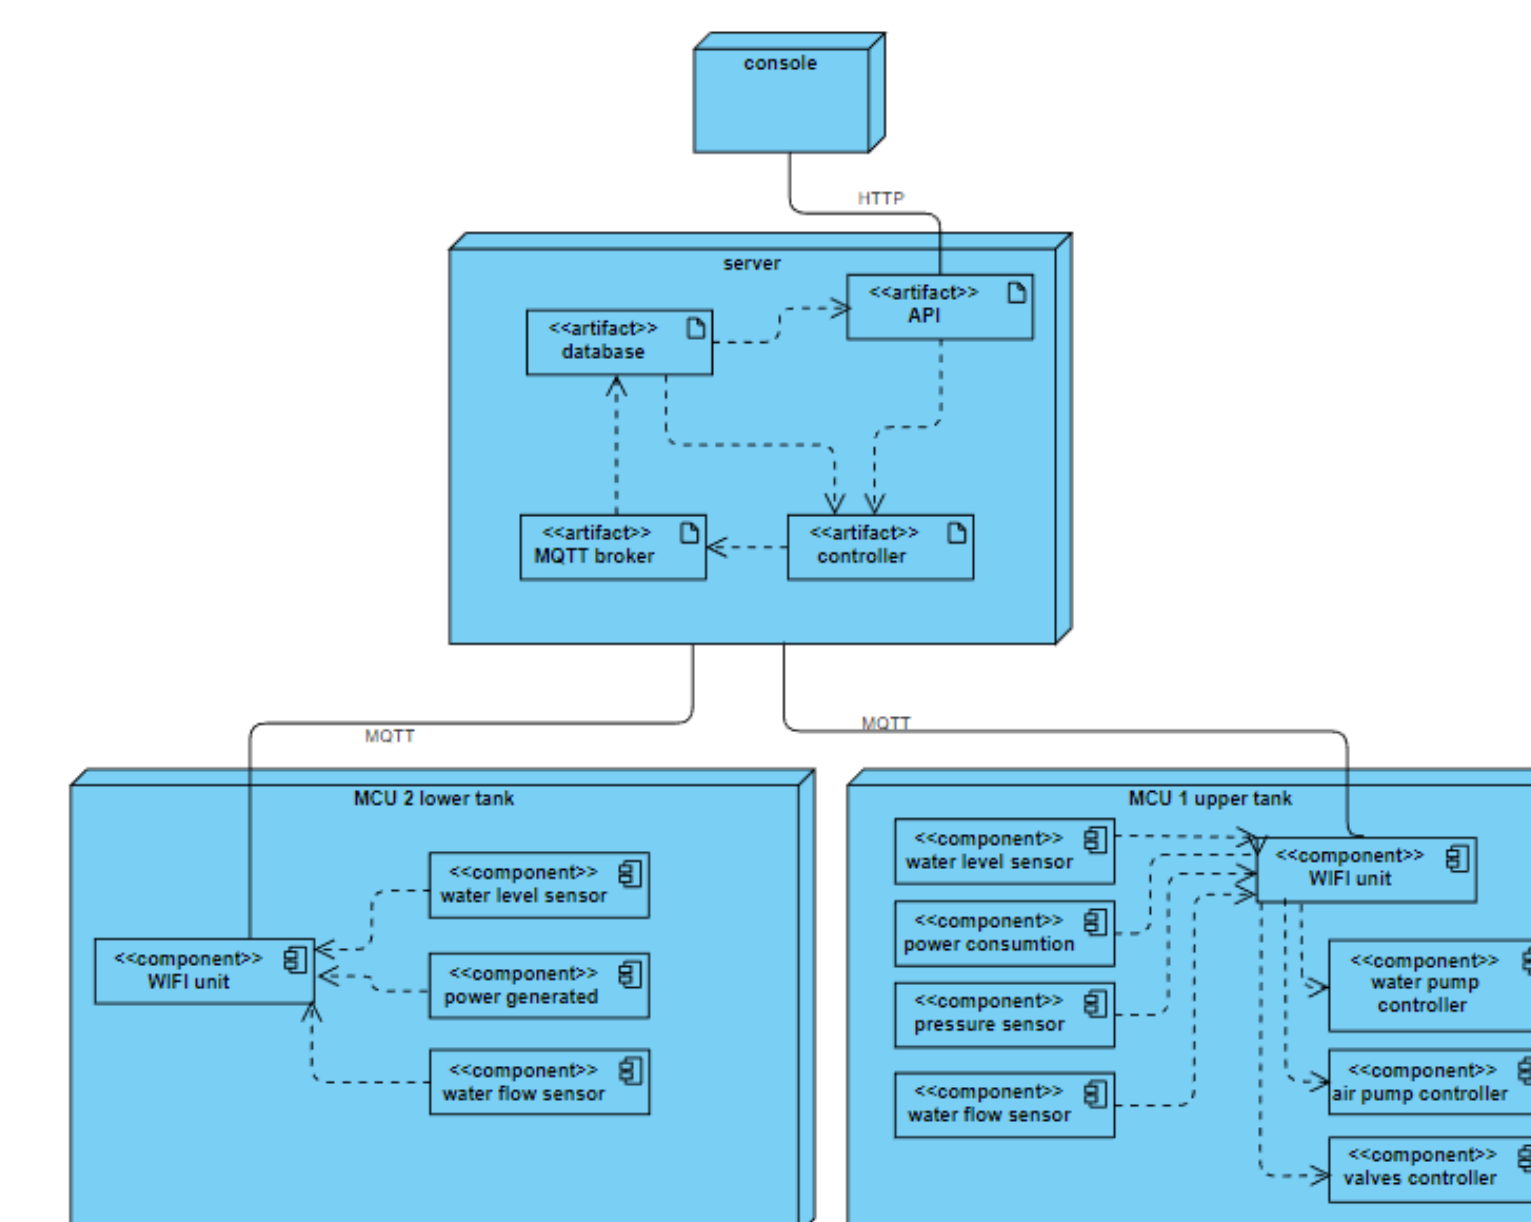 console
HTTP
server
<<artifact>>
API
<<artifact>>
database
<<artifact>>
MQTT broker
<<artifact>>
controller
MQTT
MQTT
MCU 2 lower tank
<<component>>
water level sensor
<<component>>
WIFI unit
<<component>>
power generated
<<component>>
water flow sensor
MCU 1 upper tank
<<component>>
water level sensor
<<component>>
WIFI unit
<<component>>
power consumtion
<<component>>
water pump
controller
<<component>>
pressure sensor
<<component>>
air pump controller
<<component>>
water flow sensor
<<component>>
valves controller